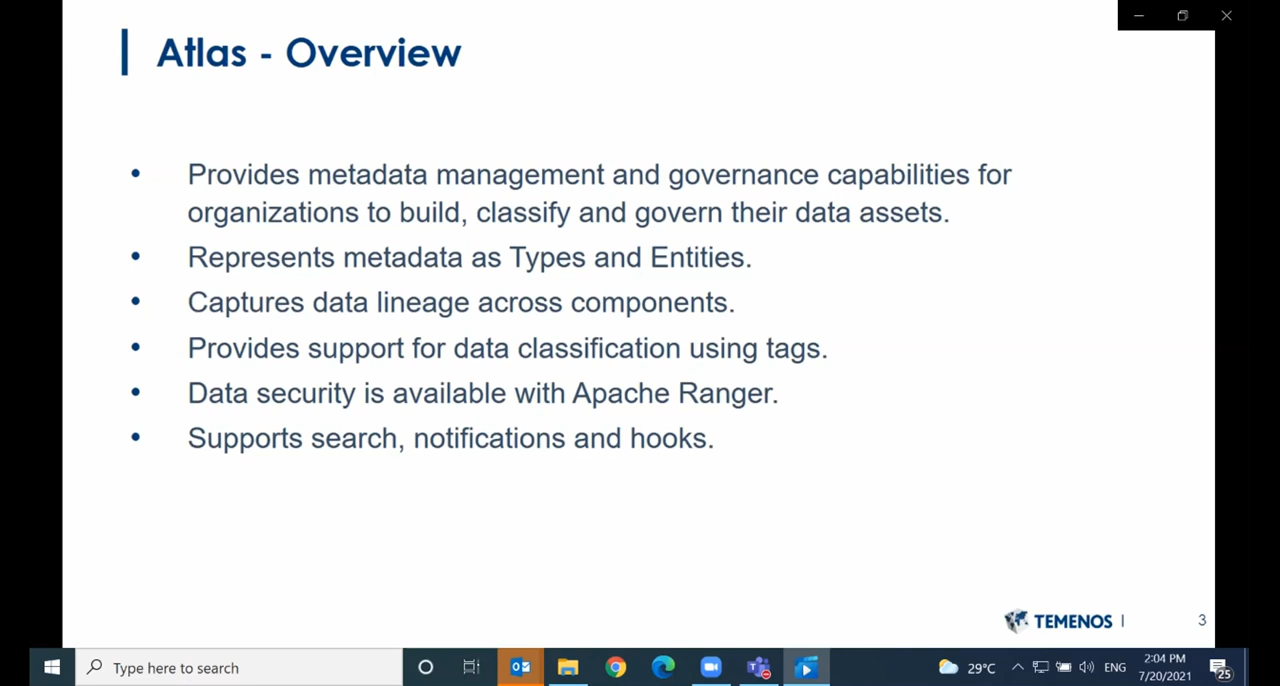 Atlas - Overview
• Provides metadata management and governance capabilities for
organizations to build, classify and govern their data assets.
• Represents metadata as Types and Entities.
• Captures data lineage across components.
• Provides support for data classification using tags.
• Data security is available with Apache Ranger.
• Supports search, notifications and hooks.
TEMENOS | 3
Type here to search
29°C
ENG
2:04 PM
7/20/2021
25